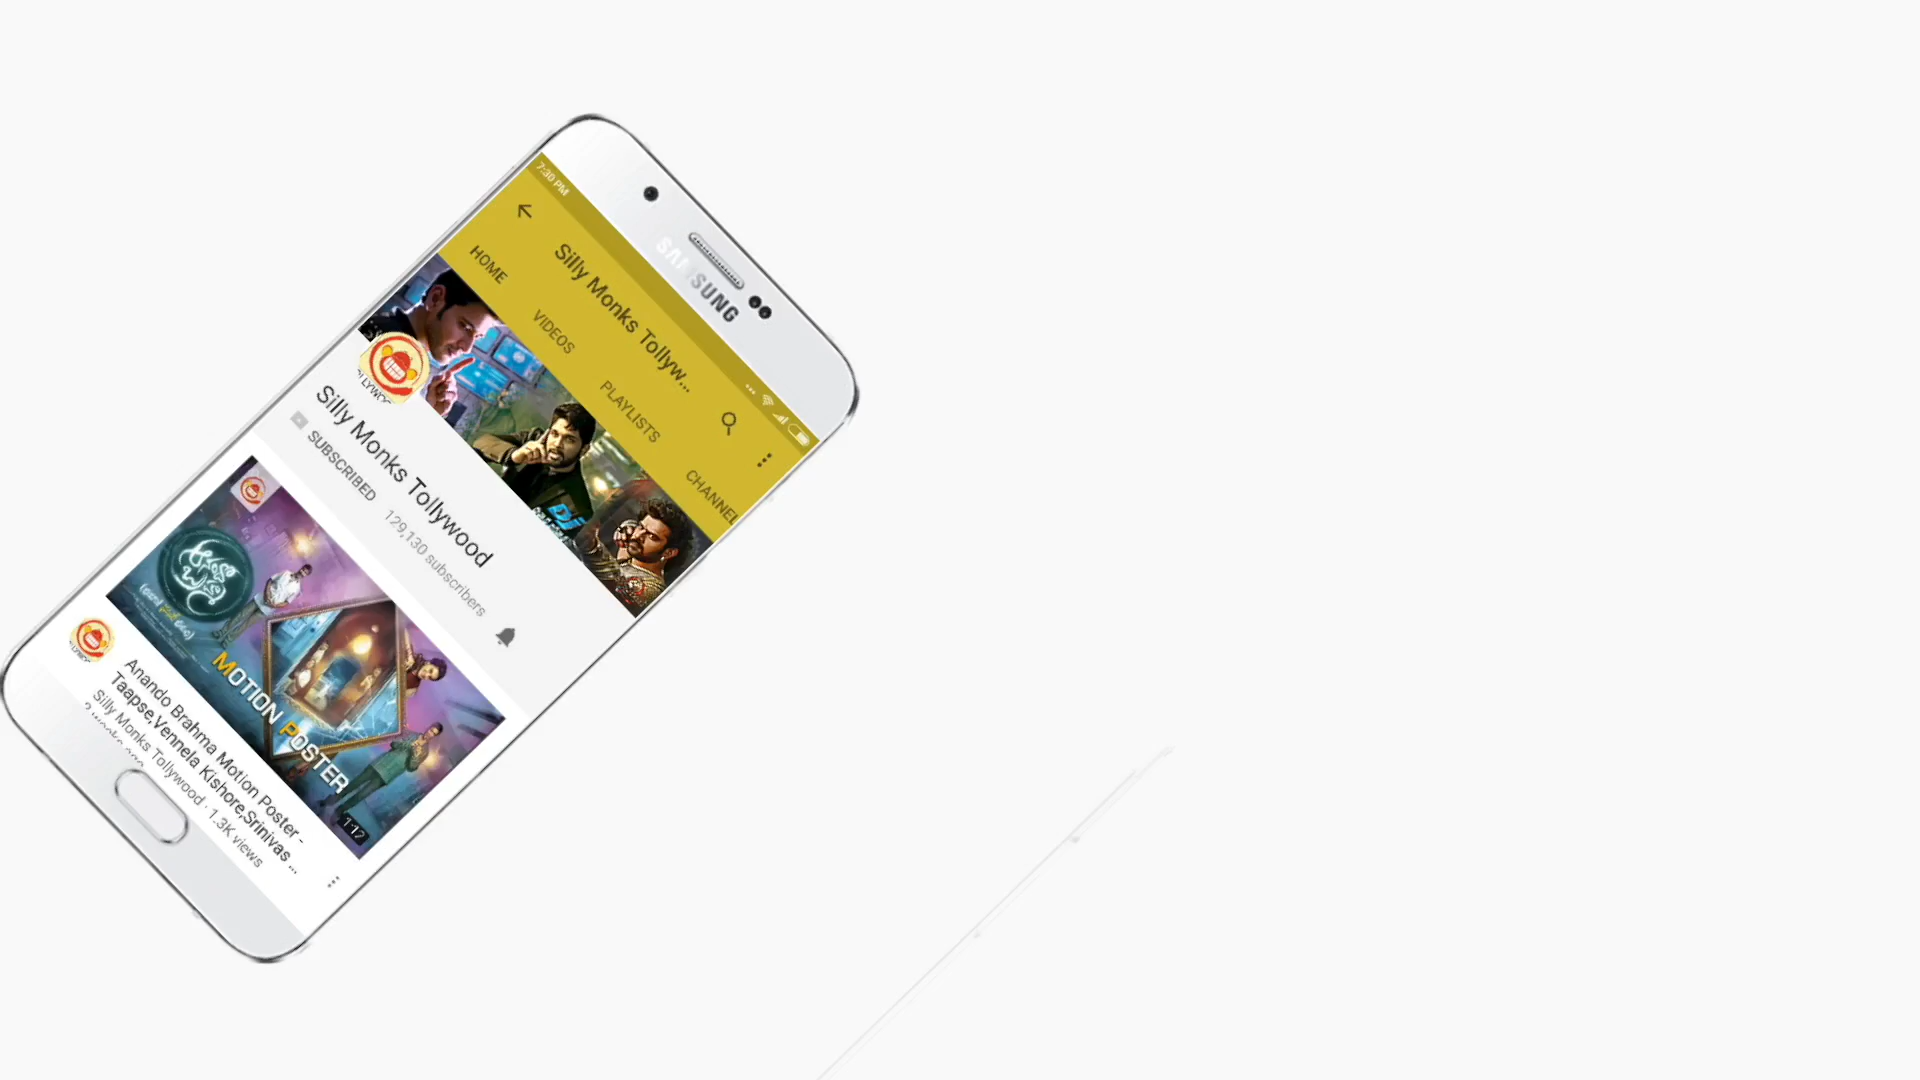 SAMSUNG
7:30 PM
Silly Monks Tollyw...
HOME
VIDEOS
PLAYLISTS
CHANNEL
Silly Monks Tollywood
SUBSCRIBED
129,130 subscribers
MOTION POSTER
1:12
Anando Brahma Motion Poster -
Taapse,Vennela Kishore,Srinivas ...
Silly Monks Tollywood · 1.3K views